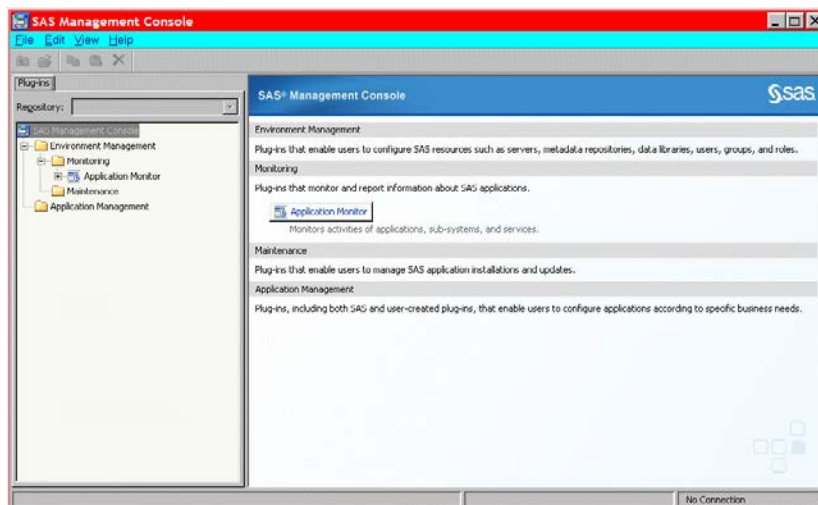 SAS Management Console
File Edit View Help
Plug-ins
Repository:
SAS Management Console
Environment Management
Monitoring
Application Monitor
Maintenance
Application Management
SAS® Management Console
sas
Environment Management
Plug-ins that enable users to configure SAS resources such as servers, metadata repositories, data libraries, users, groups, and roles.
Monitoring
Plug-ins that monitor and report information about SAS applications.
Application Monitor
Monitors activities of applications, sub-systems, and services.
Maintenance
Plug-ins that enable users to manage SAS application installations and updates.
Application Management
Plug-ins, including both SAS and user-created plug-ins, that enable users to configure applications according to specific business needs.
No Connection